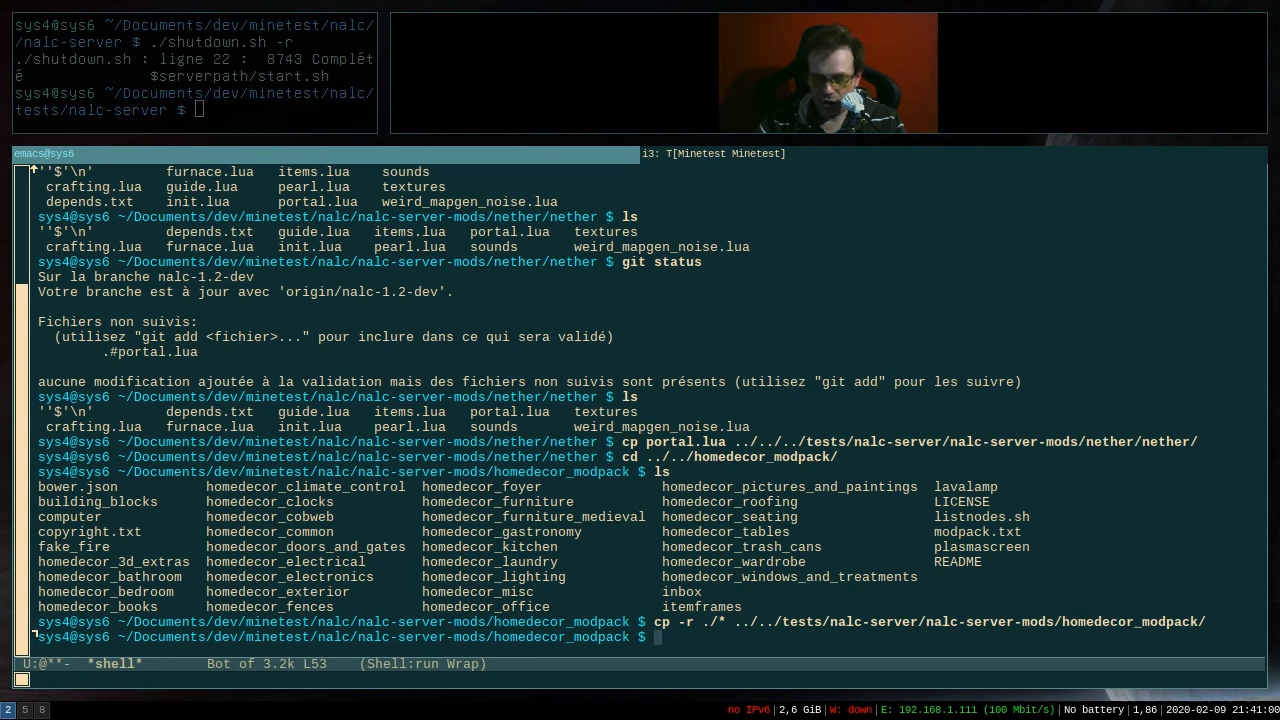 sys4@sys6 ~/Documents/dev/minetest/nalc/
/nalc-server $ ./shutdown.sh -r
./shutdown.sh : ligne 22 :  8743 Complét
é                $serverpath/start.sh
sys4@sys6 ~/Documents/dev/minetest/nalc/
tests/nalc-server $
emacs@sys6
i3: T[Minetest Minetest]
''$'\n'         furnace.lua   items.lua    sounds
 crafting.lua   guide.lua     pearl.lua    textures
 depends.txt    init.lua      portal.lua   weird_mapgen_noise.lua
sys4@sys6 ~/Documents/dev/minetest/nalc/nalc-server-mods/nether/nether $ ls
''$'\n'         depends.txt   guide.lua   items.lua   portal.lua   textures
 crafting.lua   furnace.lua   init.lua    pearl.lua   sounds       weird_mapgen_noise.lua
sys4@sys6 ~/Documents/dev/minetest/nalc/nalc-server-mods/nether/nether $ git status
Sur la branche nalc-1.2-dev
Votre branche est à jour avec 'origin/nalc-1.2-dev'.
Fichiers non suivis:
  (utilisez "git add <fichier>..." pour inclure dans ce qui sera validé)
        .#portal.lua
aucune modification ajoutée à la validation mais des fichiers non suivis sont présents (utilisez "git add" pour les suivre)
sys4@sys6 ~/Documents/dev/minetest/nalc/nalc-server-mods/nether/nether $ ls
''$'\n'         depends.txt   guide.lua   items.lua   portal.lua   textures
 crafting.lua   furnace.lua   init.lua    pearl.lua   sounds       weird_mapgen_noise.lua
sys4@sys6 ~/Documents/dev/minetest/nalc/nalc-server-mods/nether/nether $ cp portal.lua ../../../tests/nalc-server/nalc-server-mods/nether/nether/
sys4@sys6 ~/Documents/dev/minetest/nalc/nalc-server-mods/nether/nether $ cd ../../homedecor_modpack/
sys4@sys6 ~/Documents/dev/minetest/nalc/nalc-server-mods/homedecor_modpack $ ls
bower.json           homedecor_climate_control  homedecor_foyer               homedecor_pictures_and_paintings  lavalamp
building_blocks      homedecor_clocks           homedecor_furniture           homedecor_roofing                 LICENSE
computer             homedecor_cobweb           homedecor_furniture_medieval  homedecor_seating                 listnodes.sh
copyright.txt        homedecor_common           homedecor_gastronomy          homedecor_tables                  modpack.txt
fake_fire            homedecor_doors_and_gates  homedecor_kitchen             homedecor_trash_cans              plasmascreen
homedecor_3d_extras  homedecor_electrical       homedecor_laundry             homedecor_wardrobe                README
homedecor_bathroom   homedecor_electronics      homedecor_lighting            homedecor_windows_and_treatments
homedecor_bedroom    homedecor_exterior         homedecor_misc                inbox
homedecor_books      homedecor_fences           homedecor_office              itemframes
sys4@sys6 ~/Documents/dev/minetest/nalc/nalc-server-mods/homedecor_modpack $ cp -r ./* ../../tests/nalc-server/nalc-server-mods/homedecor_modpack/
sys4@sys6 ~/Documents/dev/minetest/nalc/nalc-server-mods/homedecor_modpack $
U:@**-  *shell*        Bot of 3.2k L53    (Shell:run Wrap)
2 5 8
no IPv6|2,6 GiB|W: down|E: 192.168.1.111 (100 Mbit/s)|No battery|1,86|2020-02-09 21:41:00